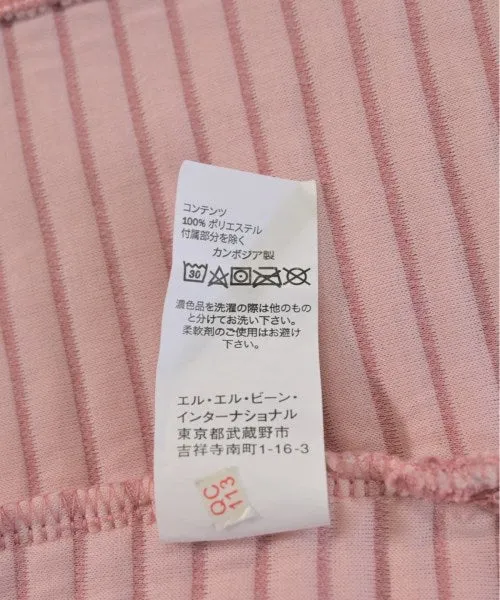 コンテンツ
100% ポリエステル
付属部分を除く
カンボジア製
30
濃色品を洗濯の際は他のもの
と分けてお洗い下さい。
柔軟剤のご使用はお避け
下さい。
エル・エル・ビーン・
インターナショナル
東京都武蔵野市
吉祥寺南町1-16-3
QC
113